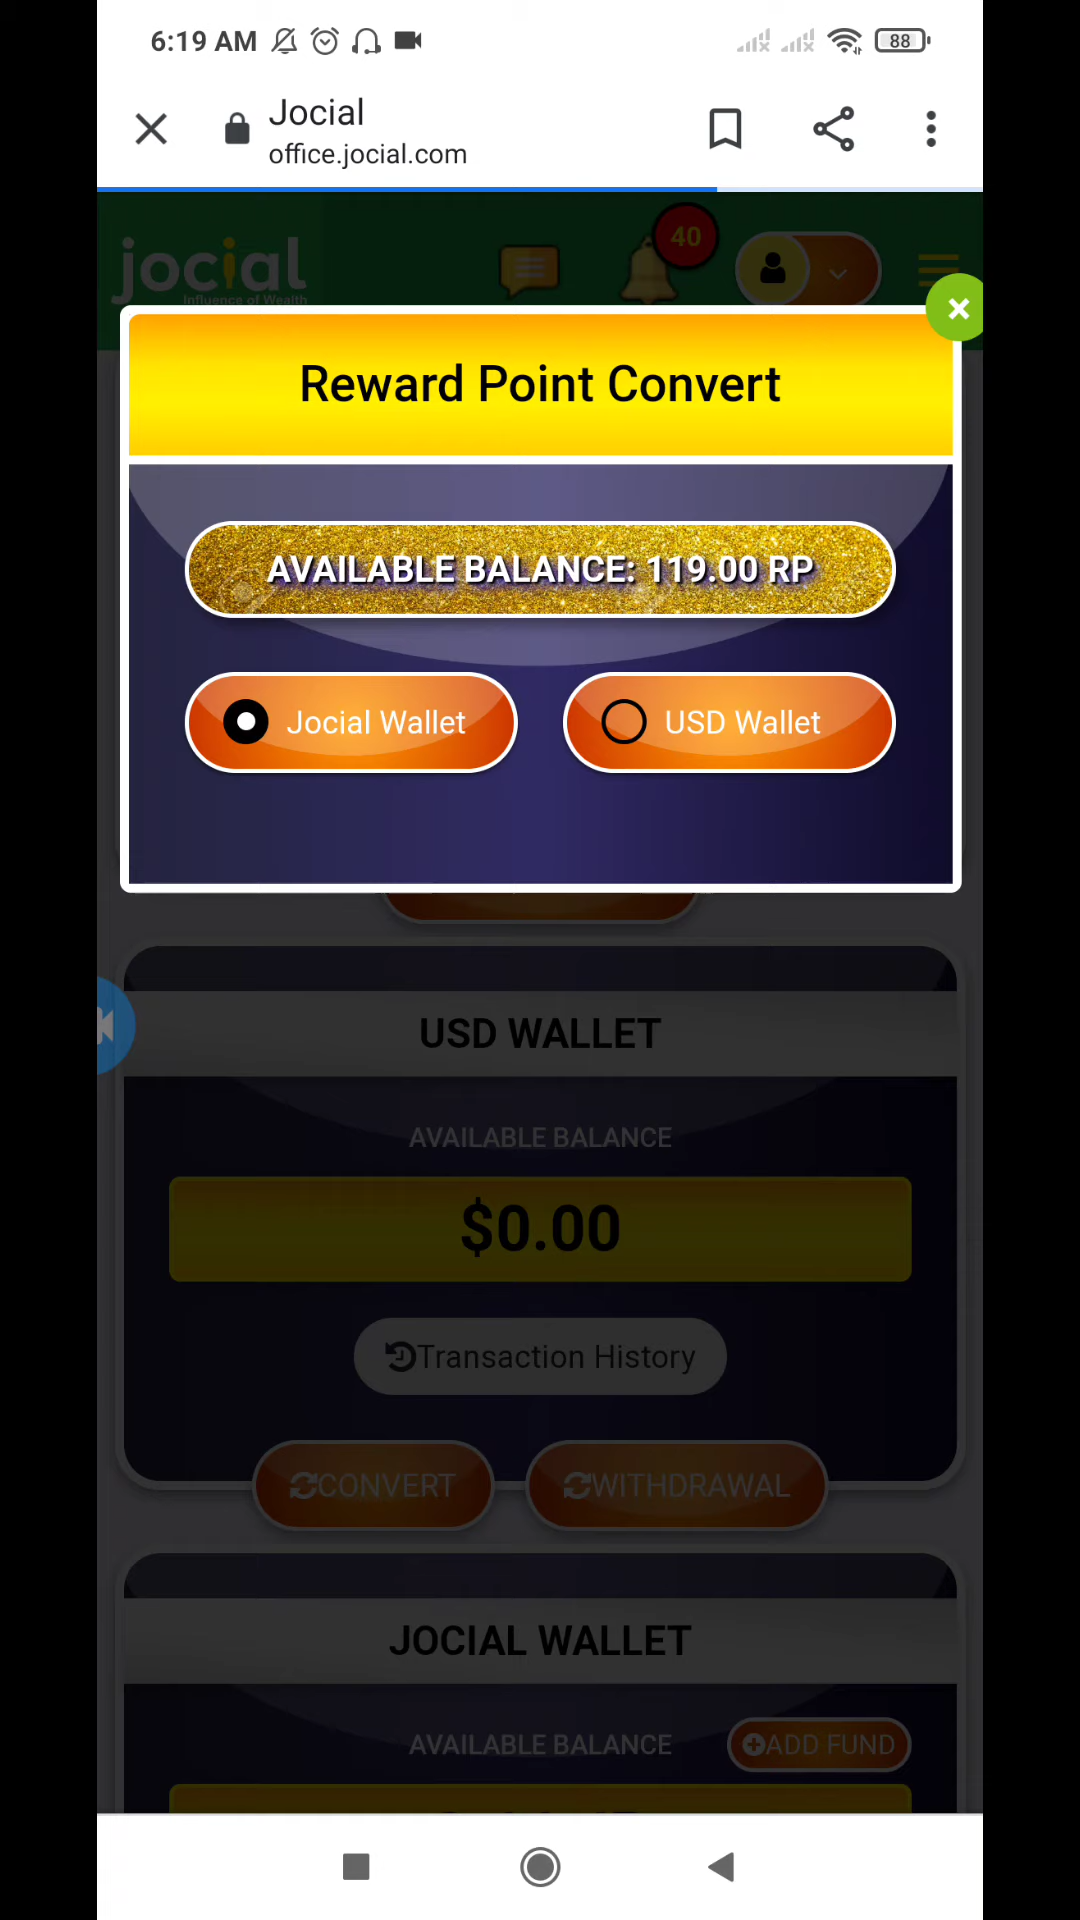 6:19 AM
88
Jocial
office.jocial.com
40
jocial
Influence of Wealth
Reward Point Convert
AVAILABLE BALANCE: 119.00 RP
Jocial Wallet
USD Wallet
USD WALLET
AVAILABLE BALANCE
$0.00
Transaction History
CONVERT
WITHDRAWAL
JOCIAL WALLET
AVAILABLE BALANCE
ADD FUND